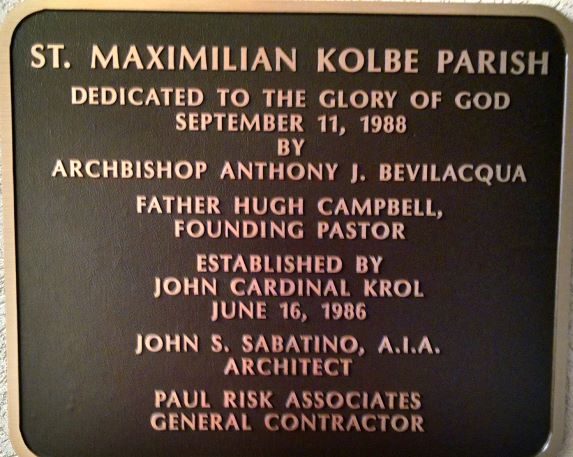 ST. MAXIMILIAN KOLBE PARISH
DEDICATED TO THE GLORY OF GOD
SEPTEMBER 11, 1988
BY
ARCHBISHOP ANTHONY J. BEVILACQUA
FATHER HUGH CAMPBELL,
FOUNDING PASTOR
ESTABLISHED BY
JOHN CARDINAL KROL
JUNE 16, 1986
JOHN S. SABATINO, A.I.A.
ARCHITECT
PAUL RISK ASSOCIATES
GENERAL CONTRACTOR